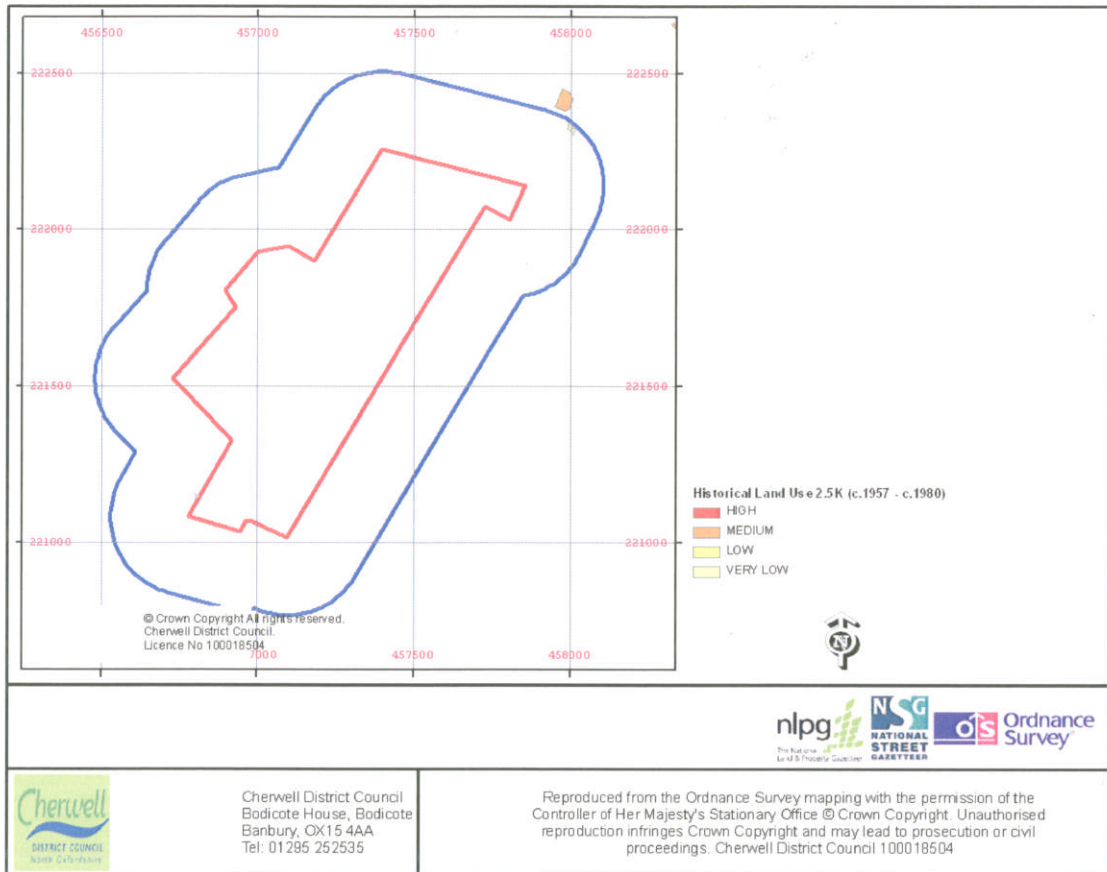 456500
457000
457500
458000
222500
222500
222000
222000
221500
221500
221000
221000
© Crown Copyright All rights reserved.
Cherwell District Council.
Licence No 100018504
7000
457500
458000
Historical Land Use 2.5K (c.1957 - c.1980)
HIGH
MEDIUM
LOW
VERY LOW
N
nlpg
The National
Land & Property Gazetteer
NSG
NATIONAL
STREET
GAZETTEER
OS
Ordnance
Survey
Cherwell
DISTRICT COUNCIL
North Oxfordshire
Cherwell District Council
Bodicote House, Bodicote
Banbury, OX15 4AA
Tel: 01295 252535
Reproduced from the Ordnance Survey mapping with the permission of the
Controller of Her Majesty's Stationary Office © Crown Copyright. Unauthorised
reproduction infringes Crown Copyright and may lead to prosecution or civil
proceedings. Cherwell District Council 100018504